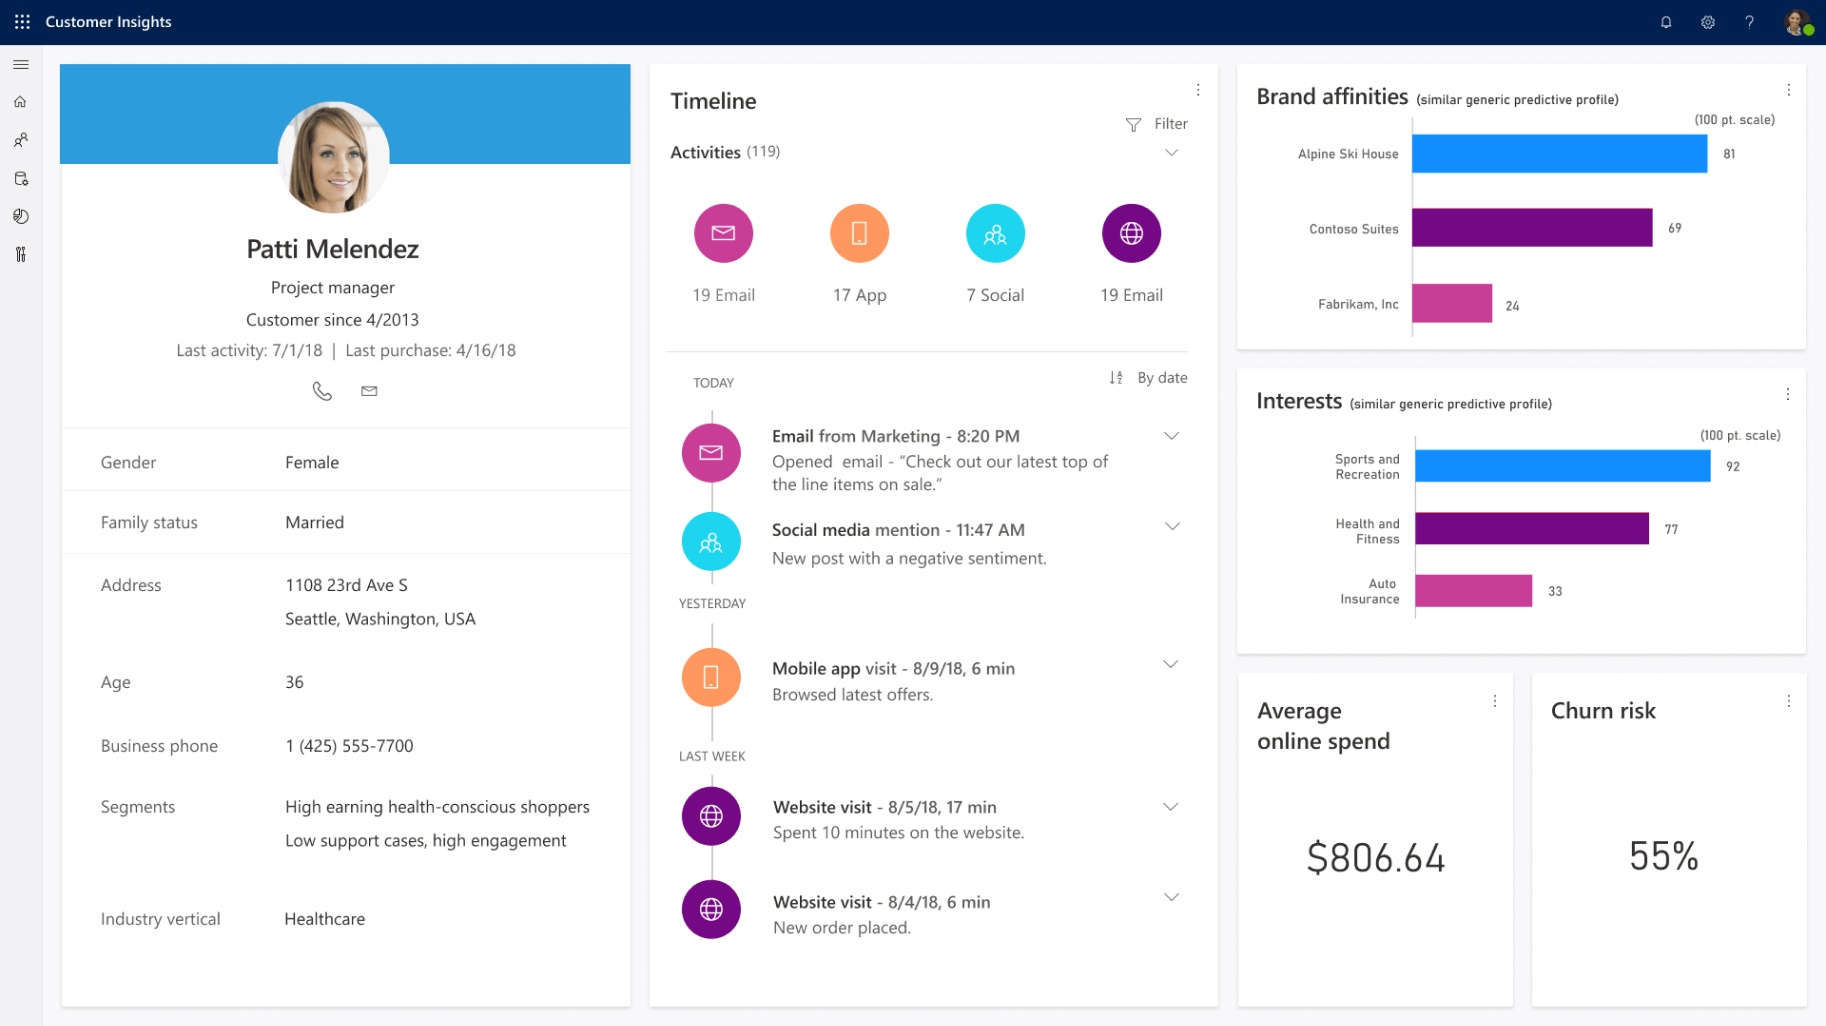 Customer Insights
?
Patti Melendez
Project manager
Customer since 4/2013
Last activity: 7/1/18 | Last purchase: 4/16/18
Gender Female
Family status Married
Address 1108 23rd Ave S
Seattle, Washington, USA
Age 36
Business phone 1 (425) 555-7700
Segments High earning health-conscious shoppers
Low support cases, high engagement
Industry vertical Healthcare
Timeline
Filter
Activities (119)
19 Email 17 App 7 Social 19 Email
TODAY By date
Email from Marketing - 8:20 PM
Opened email - “Check out our latest top of
the line items on sale.”
Social media mention - 11:47 AM
New post with a negative sentiment.
YESTERDAY
Mobile app visit - 8/9/18, 6 min
Browsed latest offers.
LAST WEEK
Website visit - 8/5/18, 17 min
Spent 10 minutes on the website.
Website visit - 8/4/18, 6 min
New order placed.
Brand affinities (similar generic predictive profile)
(100 pt. scale)
Alpine Ski House 81
Contoso Suites 69
Fabrikam, Inc 24
Interests (similar generic predictive profile)
(100 pt. scale)
Sports and
Recreation 92
Health and
Fitness 77
Auto
Insurance 33
Average
online spend
$806.64
Churn risk
55%